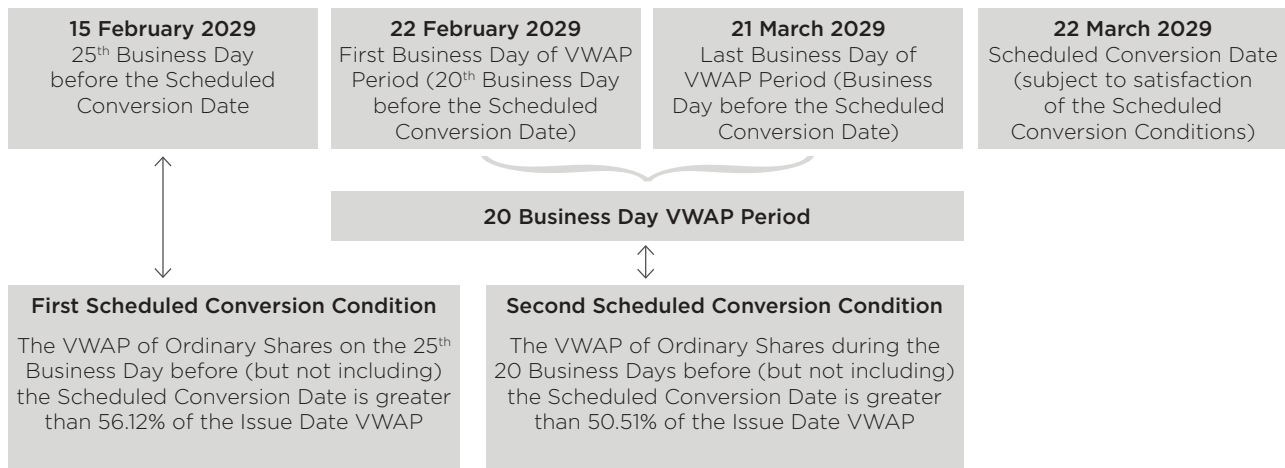 15 February 2029
25th Business Day
before the Scheduled
Conversion Date
22 February 2029
First Business Day of VWAP
Period (20th Business Day
before the Scheduled
Conversion Date)
21 March 2029
Last Business Day of
VWAP Period (Business
Day before the Scheduled
Conversion Date)
22 March 2029
Scheduled Conversion Date
(subject to satisfaction
of the Scheduled
Conversion Conditions)
20 Business Day VWAP Period
First Scheduled Conversion Condition
The VWAP of Ordinary Shares on the 25th
Business Day before (but not including)
the Scheduled Conversion Date is greater
than 56.12% of the Issue Date VWAP
Second Scheduled Conversion Condition
The VWAP of Ordinary Shares during the
20 Business Days before (but not including)
the Scheduled Conversion Date is greater
than 50.51% of the Issue Date VWAP